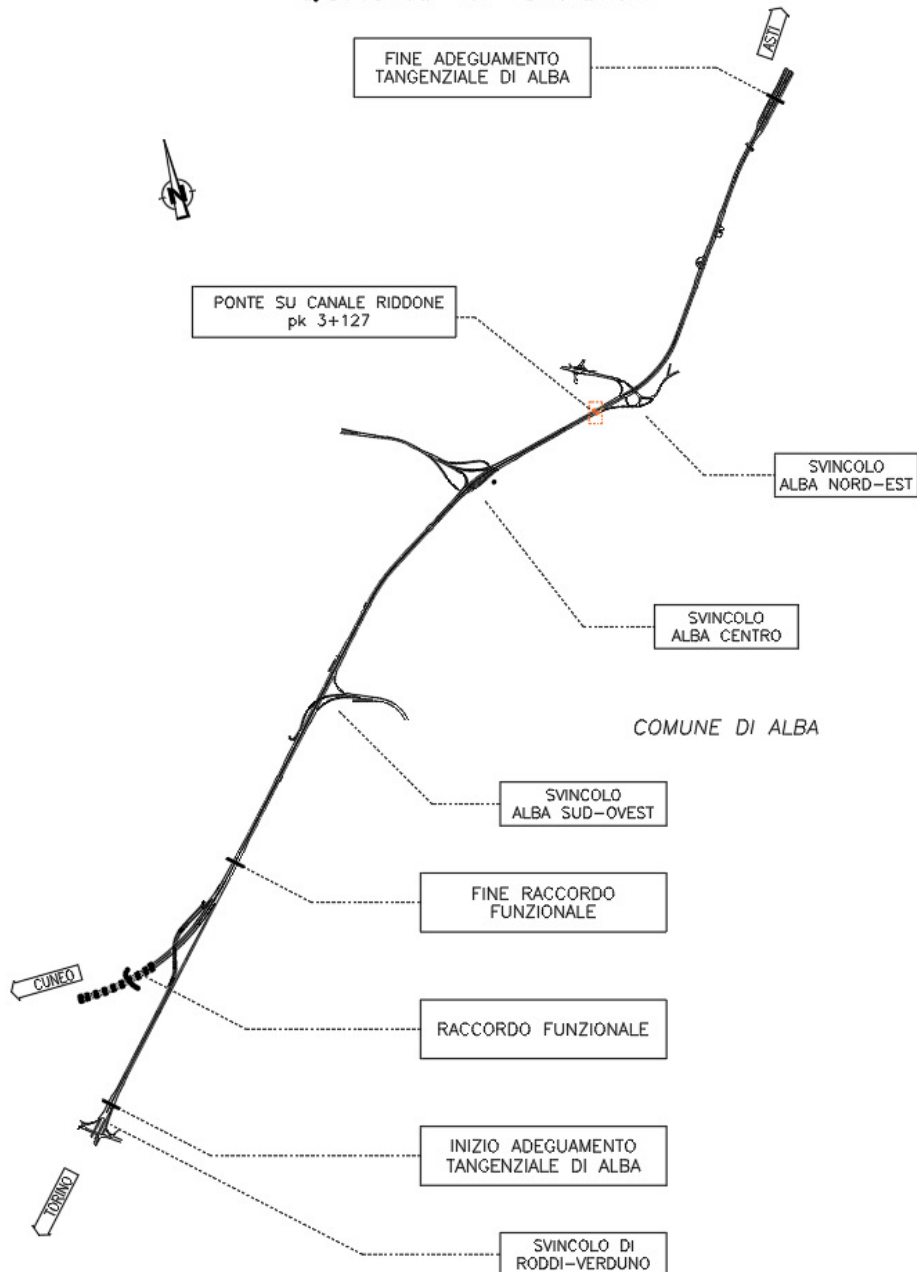 ASTI
FINE ADEGUAMENTO
TANGENZIALE DI ALBA
N
PONTE SU CANALE RIDDONE
pk 3+127
SVINCOLO
ALBA NORD-EST
SVINCOLO
ALBA CENTRO
COMUNE DI ALBA
SVINCOLO
ALBA SUD-OVEST
FINE RACCORDO
FUNZIONALE
CUNEO
RACCORDO FUNZIONALE
INIZIO ADEGUAMENTO
TANGENZIALE DI ALBA
TORINO
SVINCOLO DI
RODDI-VERDUNO